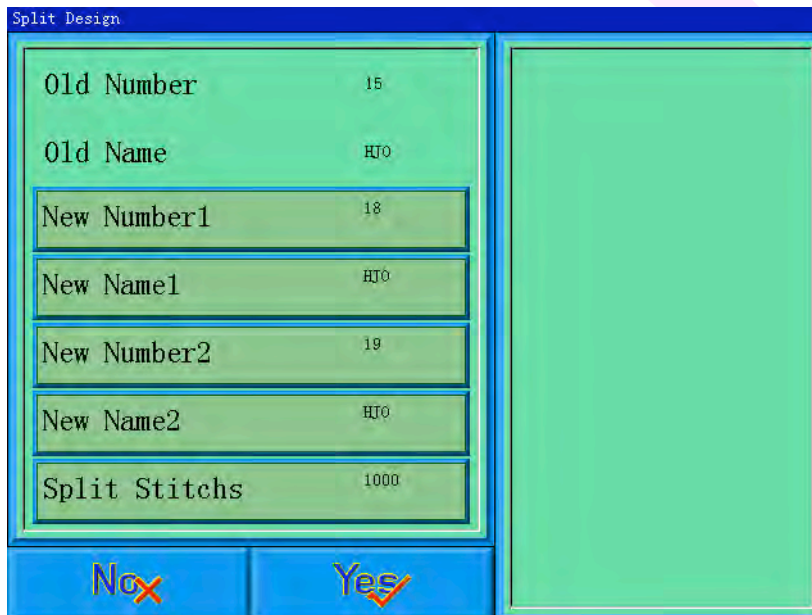 Split Design
Old Number 15
Old Name HJO
New Number1 18
New Name1 HJO
New Number2 19
New Name2 HJO
Split Stitchs 1000
No Yes